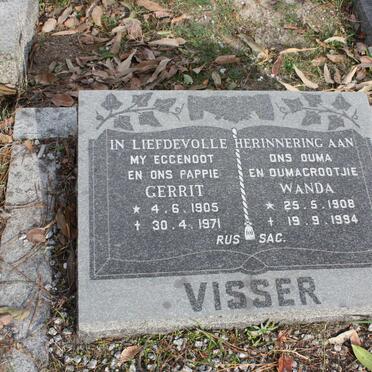 IN LIEFDEVOLLE HERINNERING AAN
MY EGGENOOT
EN ONS PAPPIE
GERRIT
* 4.6.1905
† 30.4.1971
ONS OUMA
EN OUMAGROOTJIE
WANDA
* 25.5.1908
† 19.9.1994
RUS SAG.
VISSER